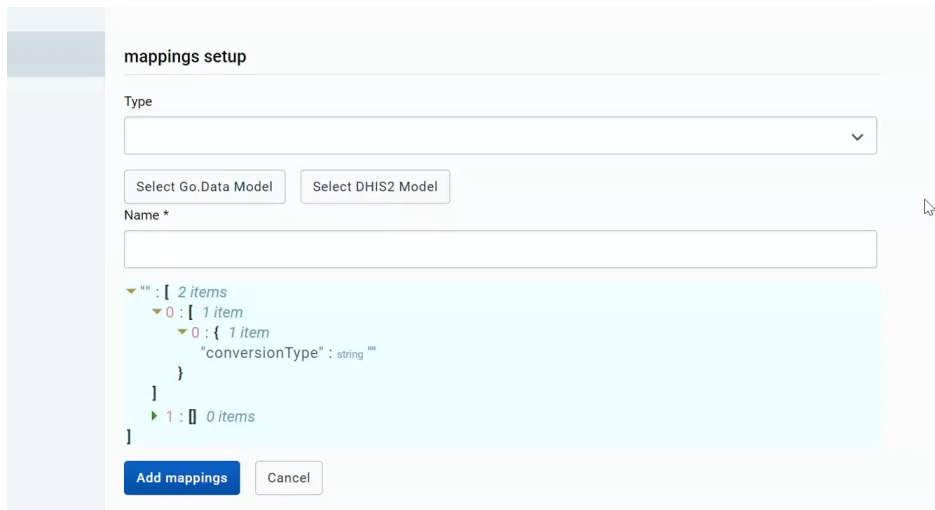 mappings setup
Type
Select Go.Data Model Select DHIS2 Model
Name *
"" : [ 2 items
0 : [ 1 item
0 : { 1 item
"conversionType" : string ""
}
]
1 : [] 0 items
]
Add mappings Cancel